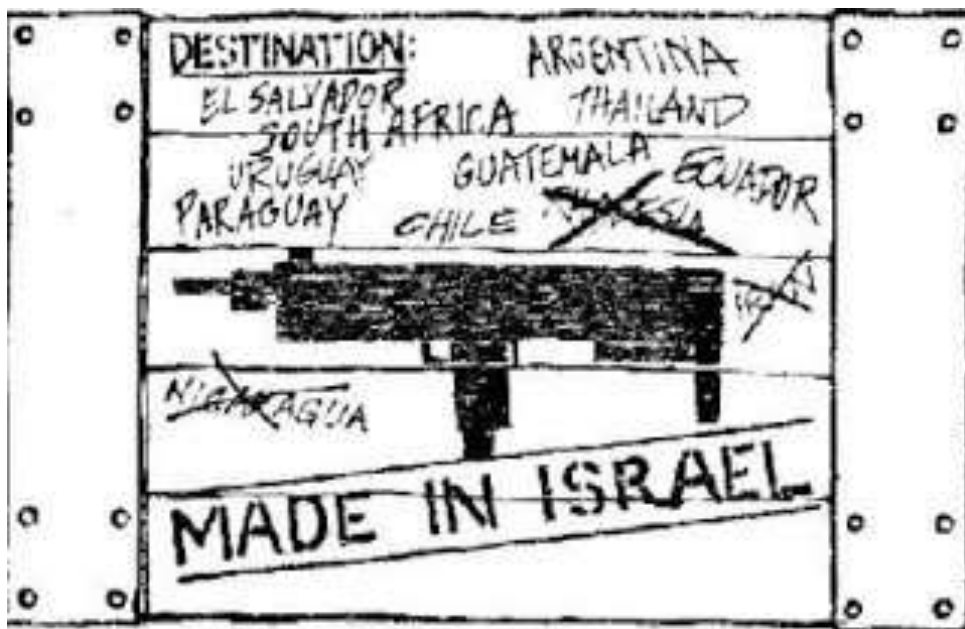 DESTINATION:
ARGENTINA
EL SALVADOR
THAILAND
SOUTH AFRICA
URUGUAY
GUATEMALA
ECUADOR
PARAGUAY
CHILE
NICARAGUA
MADE IN ISRAEL